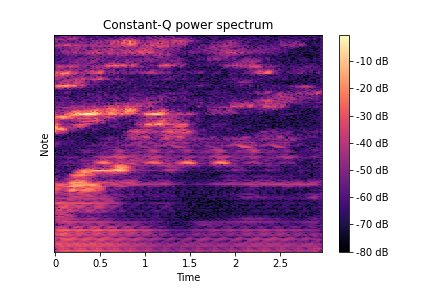 Constant-Q power spectrum
Note
-10 dB
-20 dB
-30 dB
-40 dB
-50 dB
-60 dB
-70 dB
-80 dB
0 0.5 1 1.5 2 2.5
Time